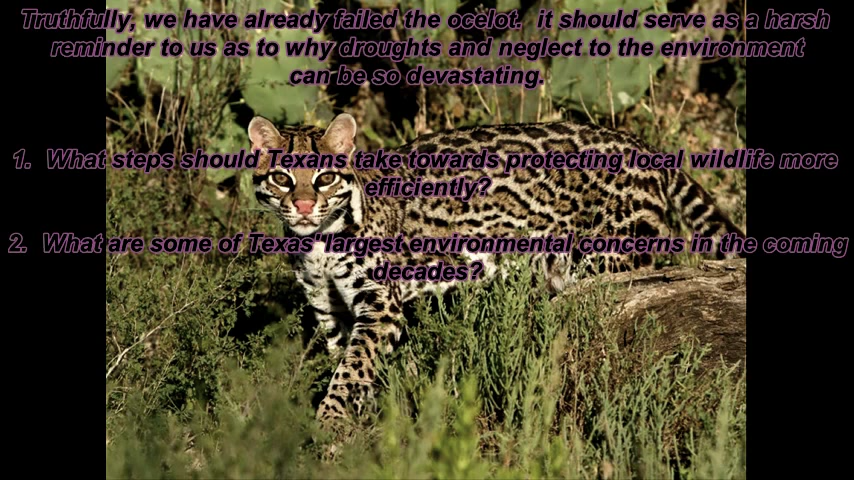 Truthfully, we have already failed the ocelot.  it should serve as a harsh
reminder to us as to why droughts and neglect to the environment
can be so devastating.
1.  What steps should Texans take towards protecting local wildlife more
efficiently?
2.  What are some of Texas' largest environmental concerns in the coming
decades?